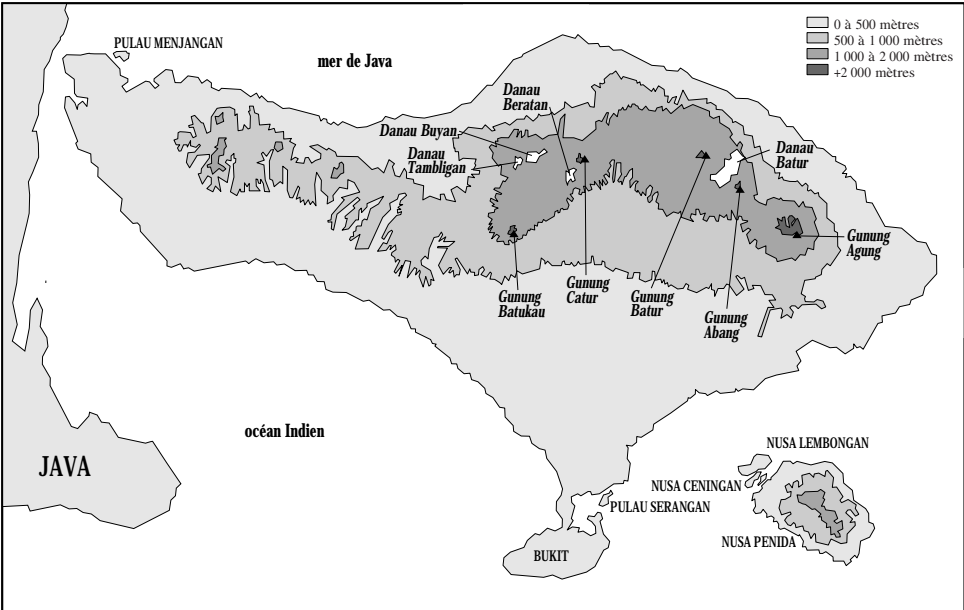 0 à 500 mètres
500 à 1 000 mètres
1 000 à 2 000 mètres
+2 000 mètres
PULAU MENJANGAN
mer de Java
Danau
Beratan
Danau Buyan
Danau
Tambligan
Danau
Batur
Gunung
Agung
Gunung
Batukau
Gunung
Catur
Gunung
Batur
Gunung
Abang
océan Indien
JAVA
NUSA LEMBONGAN
NUSA CENINGAN
PULAU SERANGAN
NUSA PENIDA
BUKIT